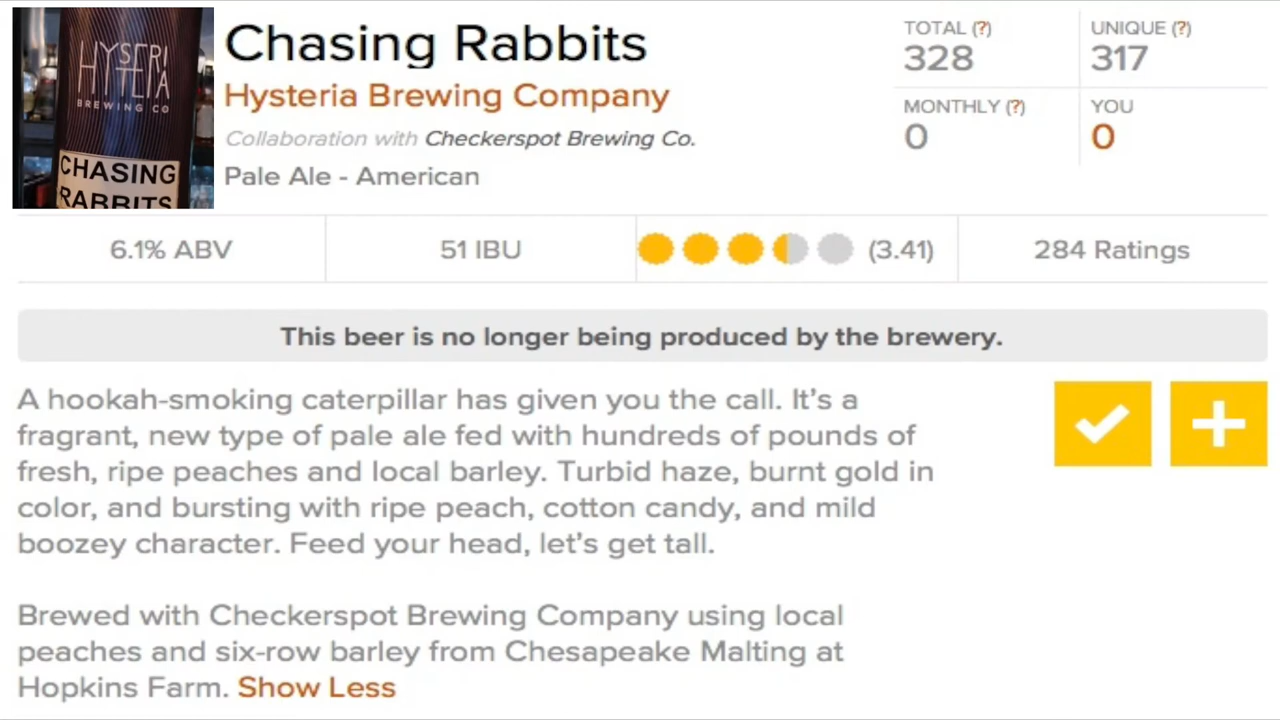 HYSTERIA
BREWING CO
CHASING
RABBITS
Chasing Rabbits
Hysteria Brewing Company
Collaboration with Checkerspot Brewing Co.
Pale Ale - American
TOTAL (?)
328
UNIQUE (?)
317
MONTHLY (?)
0
YOU
0
6.1% ABV
51 IBU
(3.41)
284 Ratings
This beer is no longer being produced by the brewery.
A hookah-smoking caterpillar has given you the call. It’s a
fragrant, new type of pale ale fed with hundreds of pounds of
fresh, ripe peaches and local barley. Turbid haze, burnt gold in
color, and bursting with ripe peach, cotton candy, and mild
boozey character. Feed your head, let’s get tall.
Brewed with Checkerspot Brewing Company using local
peaches and six-row barley from Chesapeake Malting at
Hopkins Farm. Show Less